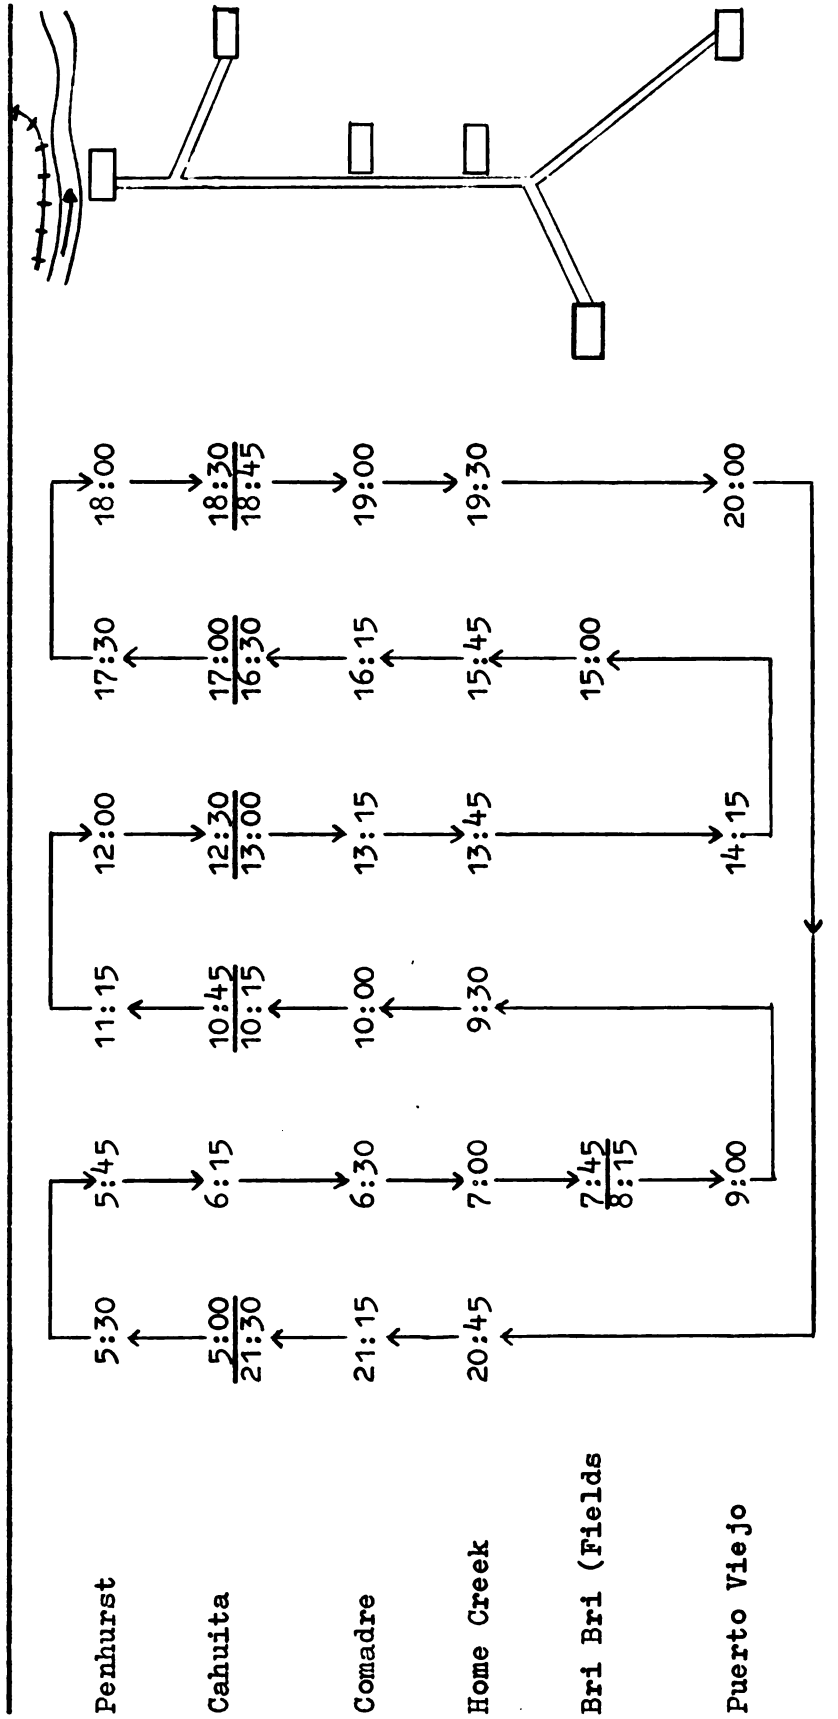 Penhurst 5:30 5:45 11:15 12:00 17:30 18:00
Cahuita 5:00 6:15 10:45 12:30 17:00 18:30
21:30 10:15 13:00 16:30 18:45
Comadre 21:15 6:30 10:00 13:15 16:15 19:00
Home Creek 20:45 7:00 9:30 13:45 15:45 19:30
Bri Bri (Fields 7:45 15:00
8:15
Puerto Viejo 9:00 14:15 20:00